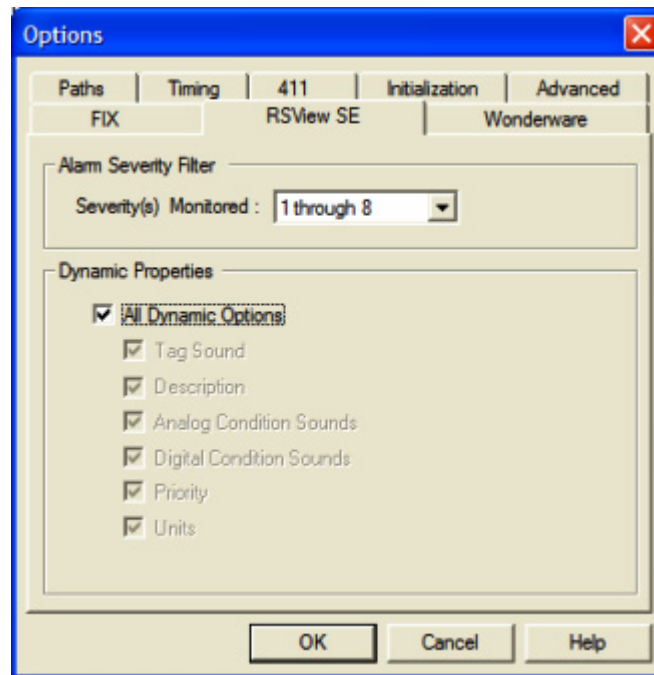 Options
Paths Timing 411 Initialization Advanced
FIX RSView SE Wonderware
Alarm Severity Filter
Severity(s) Monitored : 1 through 8
Dynamic Properties
All Dynamic Options
Tag Sound
Description
Analog Condition Sounds
Digital Condition Sounds
Priority
Units
OK Cancel Help